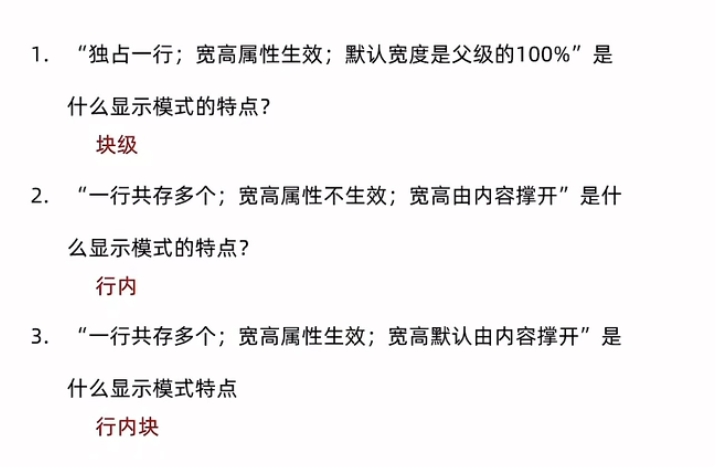 1. “独占一行；宽高属性生效；默认宽度是父级的100%”是
什么显示模式的特点？
块级
2. “一行共存多个；宽高属性不生效；宽高由内容撑开”是什
么显示模式的特点？
行内
3. “一行共存多个；宽高属性生效；宽高默认由内容撑开”是
什么显示模式特点
行内块